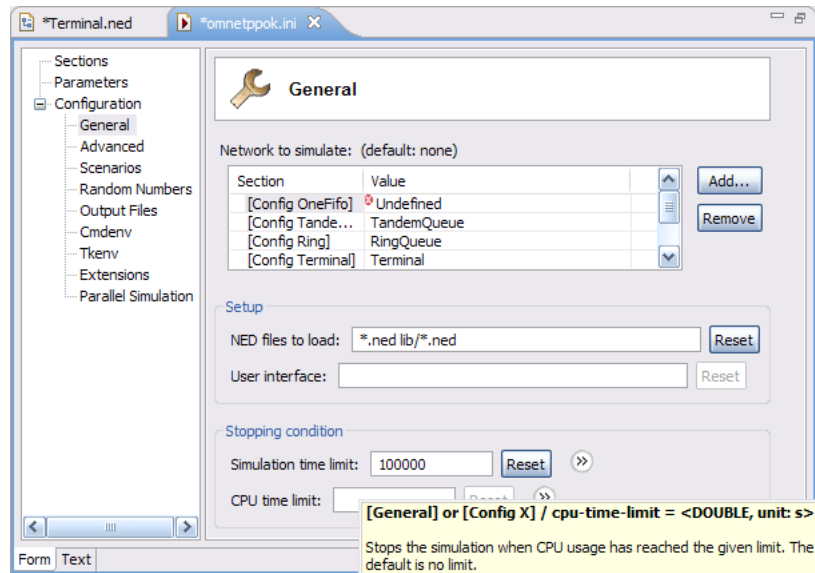 *Terminal.ned *omnetppok.ini
Sections
Parameters
Configuration
General
Advanced
Scenarios
Random Numbers
Output Files
Cmdenv
Tkenv
Extensions
Parallel Simulation
General
Network to simulate: (default: none)
Section Value
[Config OneFifo] Undefined
[Config Tande... TandemQueue
[Config Ring] RingQueue
[Config Terminal] Terminal
Add...
Remove
Setup
NED files to load: *.ned lib/*.ned Reset
User interface: Reset
Stopping condition
Simulation time limit: 100000 Reset
CPU time limit: Reset
[General] or [Config X] / cpu-time-limit = <DOUBLE, unit: s>
Stops the simulation when CPU usage has reached the given limit. The
default is no limit.
Form Text